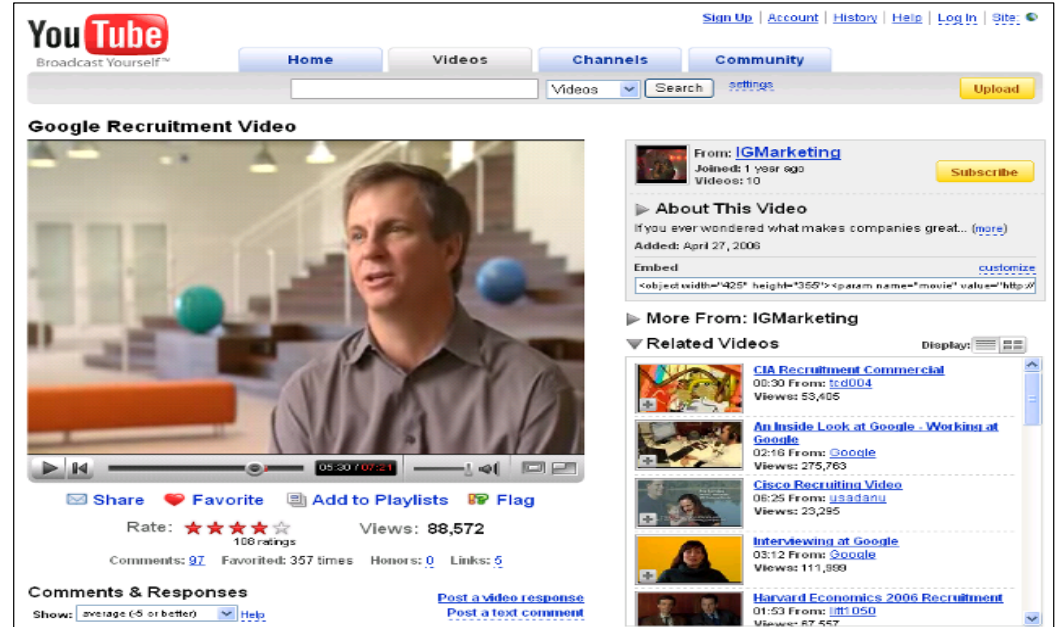 Sign Up | Account | History | Help | Log In | Site:
You Tube
Broadcast Yourself™
Home Videos Channels Community
Videos Search settings Upload
Google Recruitment Video
From: IGMarketing
Joined: 1 year ago
Videos: 10
Subscribe
About This Video
If you ever wondered what makes companies great... (more)
Added: April 27, 2006
Embed customize
<object width="425" height="355"><param name="movie" value="http://
More From: IGMarketing
Related Videos Display:
CIA Recruitment Commercial
00:30 From: tcd004
Views: 53,405
An Inside Look at Google - Working at
Google
02:16 From: Google
Views: 275,763
Cisco Recruiting Video
06:25 From: usadanu
Views: 23,295
Interviewing at Google
03:12 From: Google
Views: 111,999
Harvard Economics 2006 Recruitment
01:53 From:
Views: 67,557
05:30 / 07:21
Share Favorite Add to Playlists Flag
Rate: Views: 88,572
108 ratings
Comments: 97 Favorited: 357 times Honors: 0 Links: 5
Comments & Responses
Post a video response
Show: average (-5 or better) Help
Post a text comment